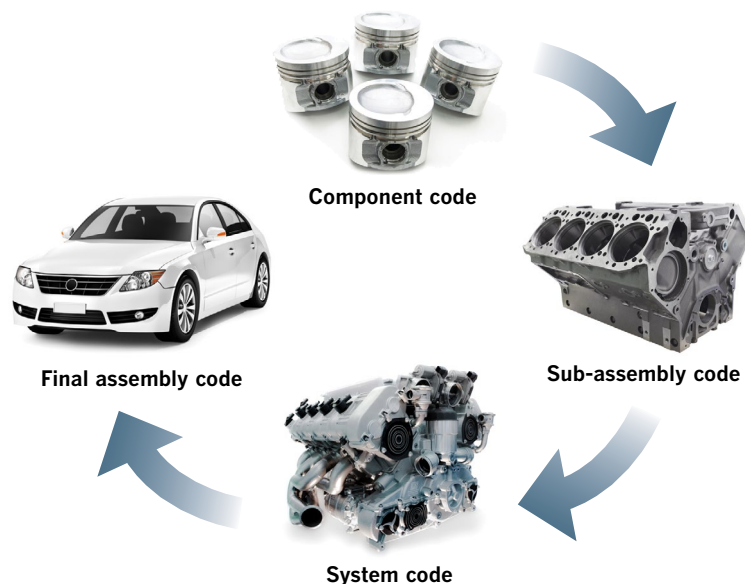 Component code
Sub-assembly code
System code
Final assembly code